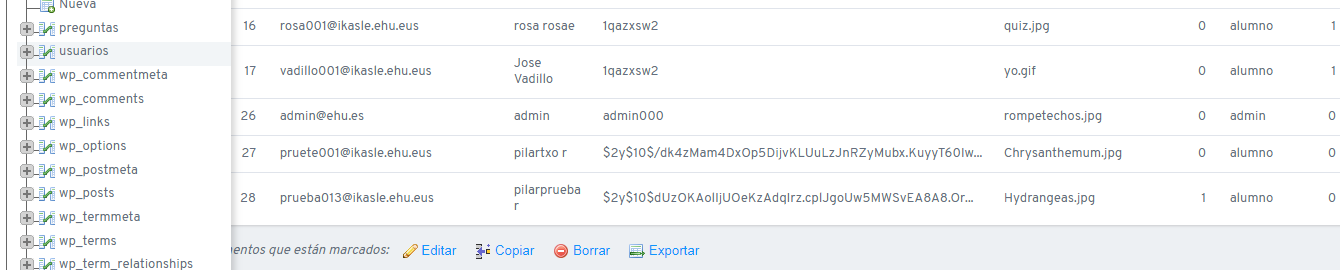 Nueva
preguntas
usuarios
wp_commentmeta
wp_comments
wp_links
wp_options
wp_postmeta
wp_posts
wp_termmeta
wp_terms
wp_term_relationships
16 rosa001@ikasle.ehu.eus rosa rosae 1qazxsw2 quiz.jpg 0 alumno 1
17 vadillo001@ikasle.ehu.eus Jose Vadillo 1qazxsw2 yo.gif 0 alumno 1
26 admin@ehu.es admin admin000 rompetechos.jpg 0 admin 0
27 pruete001@ikasle.ehu.eus pilartxo r $2y$10$/dk4zMam4DxOp5DijvKLUuLzJnRZyMubx.KuyyT60Iw... Chrysanthemum.jpg 0 alumno 0
28 prueba013@ikasle.ehu.eus pilarprueba r $2y$10$dUzOKAolIjUOeKzAdqIrz.cpIJgoUw5MWSvEA8A8.Or... Hydrangeas.jpg 1 alumno 0
mentos que están marcados: Editar Copiar Borrar Exportar